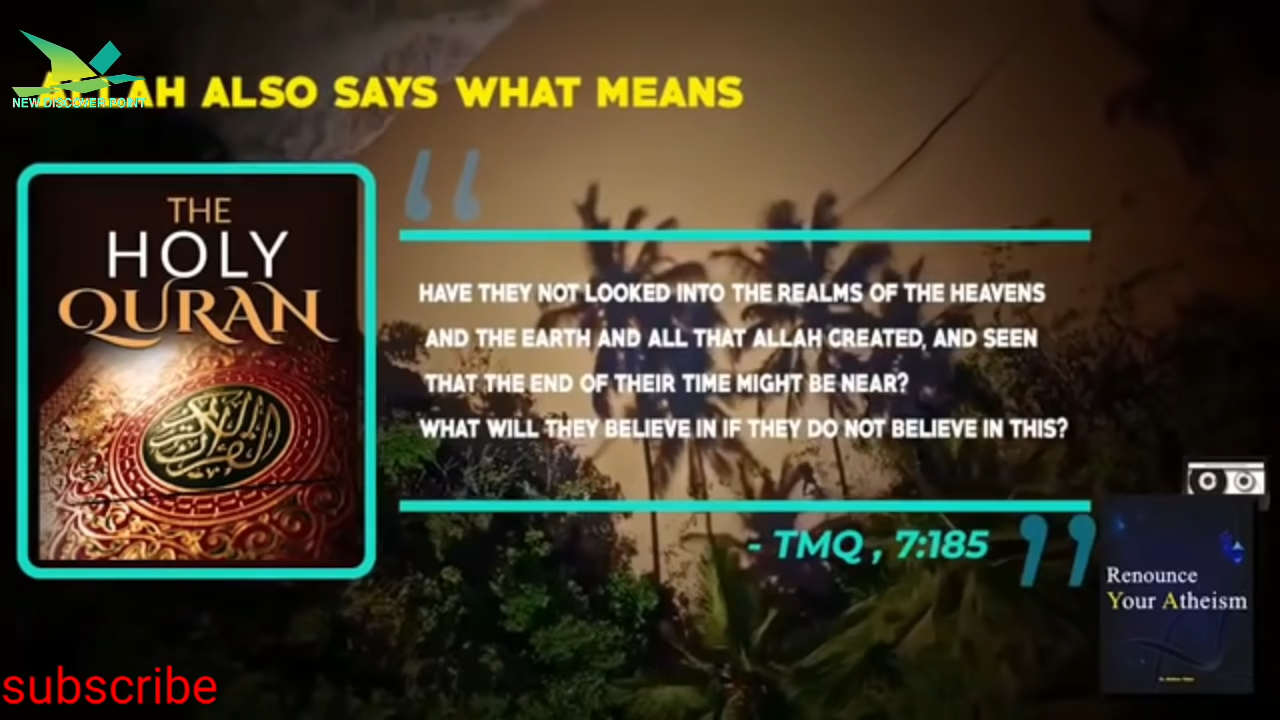 ALLAH ALSO SAYS WHAT MEANS
NEW DISCOVER POINT
THE
HOLY
QURAN
HAVE THEY NOT LOOKED INTO THE REALMS OF THE HEAVENS
AND THE EARTH AND ALL THAT ALLAH CREATED, AND SEEN
THAT THE END OF THEIR TIME MIGHT BE NEAR?
WHAT WILL THEY BELIEVE IN IF THEY DO NOT BELIEVE IN THIS?
- TMQ , 7:185
Renounce
Your Atheism
subscribe